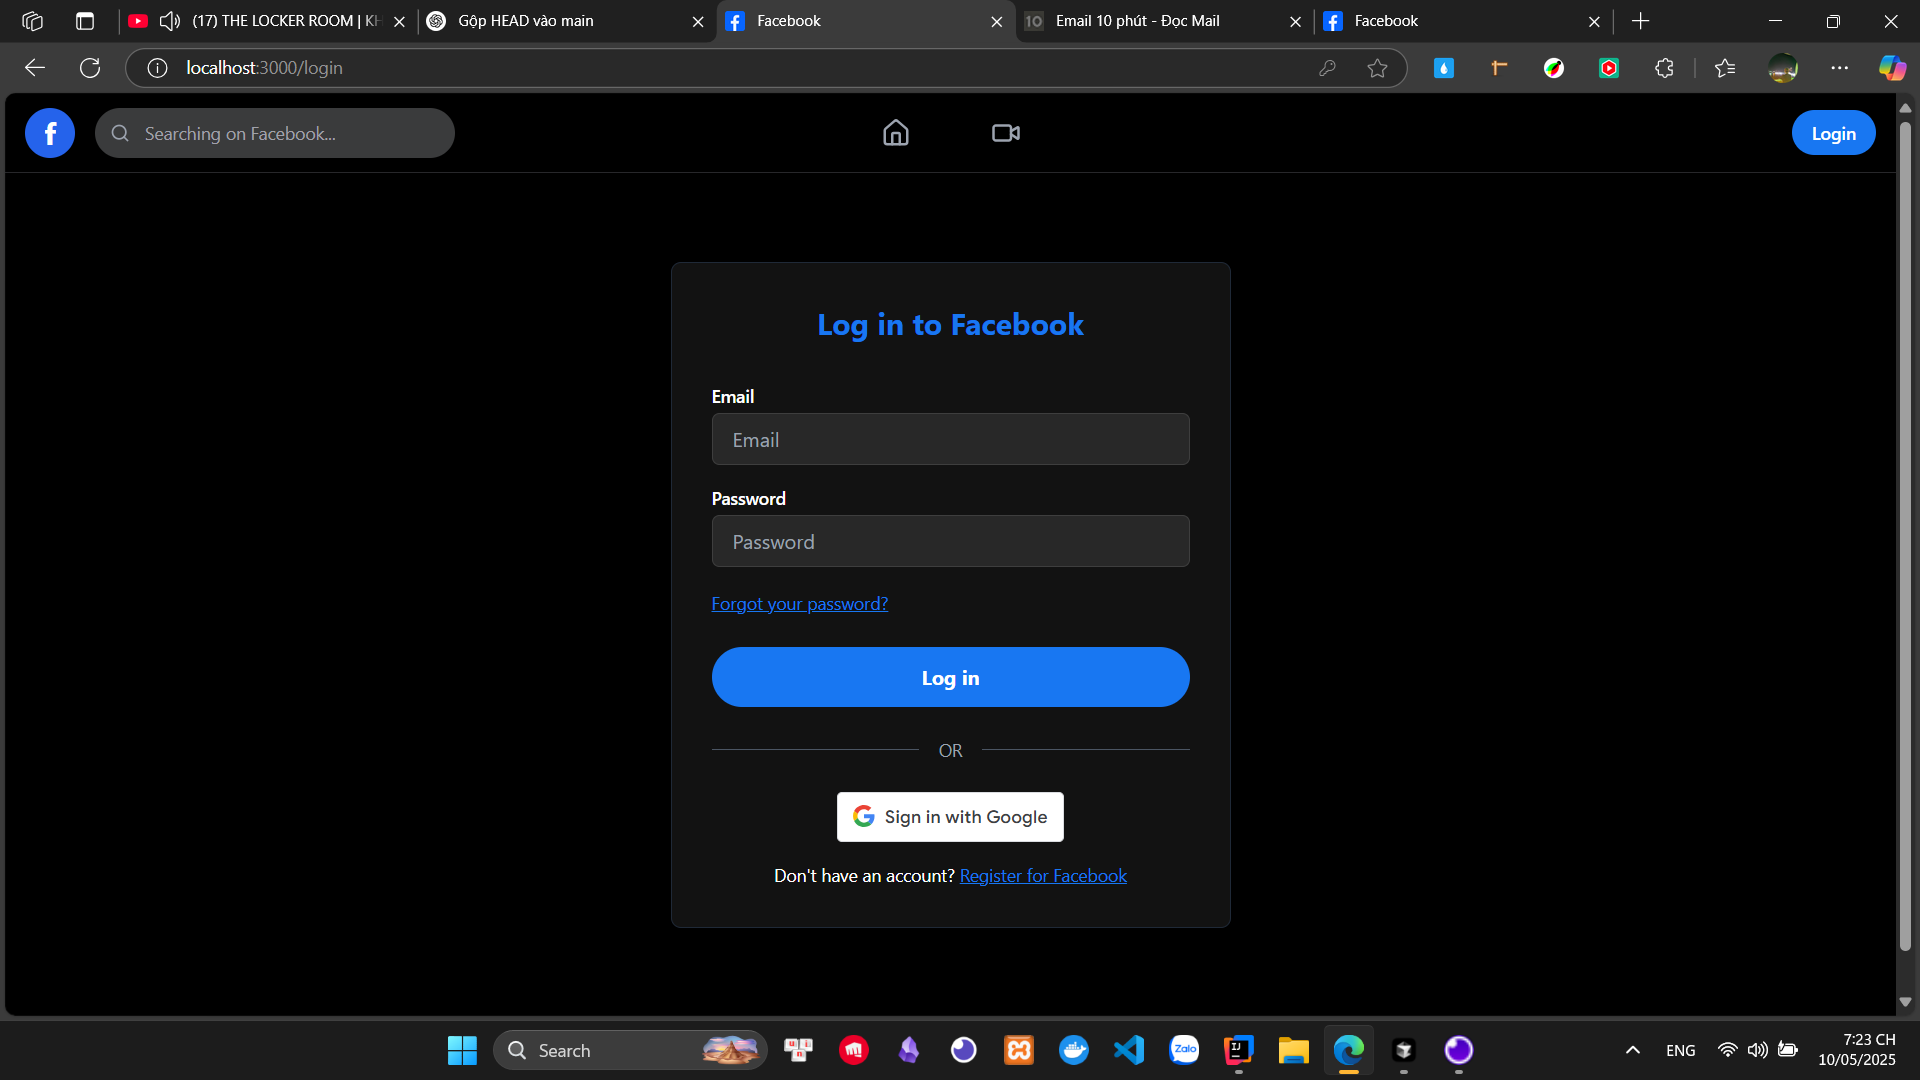 (17) THE LOCKER ROOM | KH
Gộp HEAD vào main
Facebook
10
Email 10 phút - Đọc Mail
Facebook
localhost:3000/login
f
Searching on Facebook...
Login
Log in to Facebook
Email
Email
Password
Password
Forgot your password?
Log in
OR
Sign in with Google
Don't have an account? Register for Facebook
Search
Zalo
IJ
ENG
7:23 CH
10/05/2025